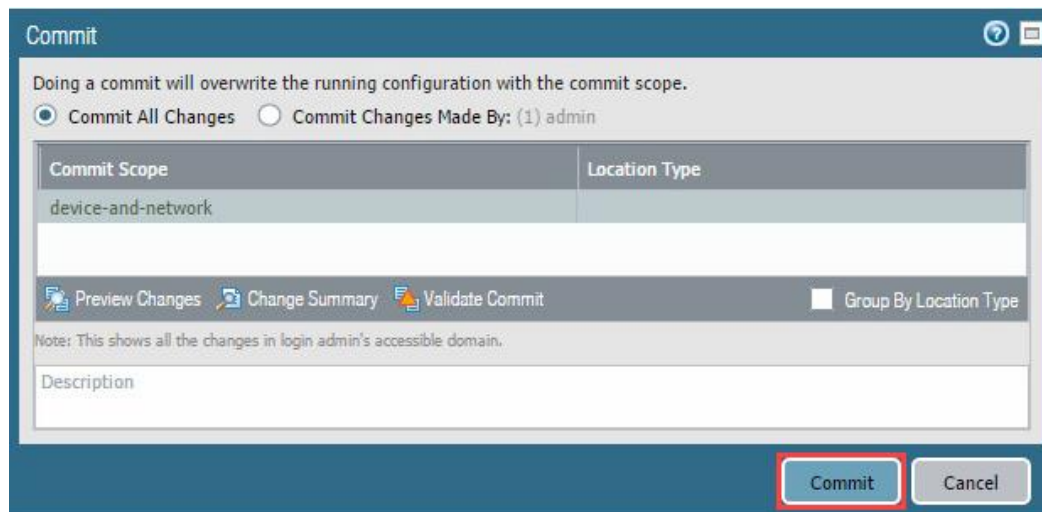 Commit
Doing a commit will overwrite the running configuration with the commit scope.
Commit All Changes Commit Changes Made By: (1) admin
Commit Scope Location Type
device-and-network
Preview Changes Change Summary Validate Commit Group By Location Type
Note: This shows all the changes in login admin's accessible domain.
Description
Commit Cancel